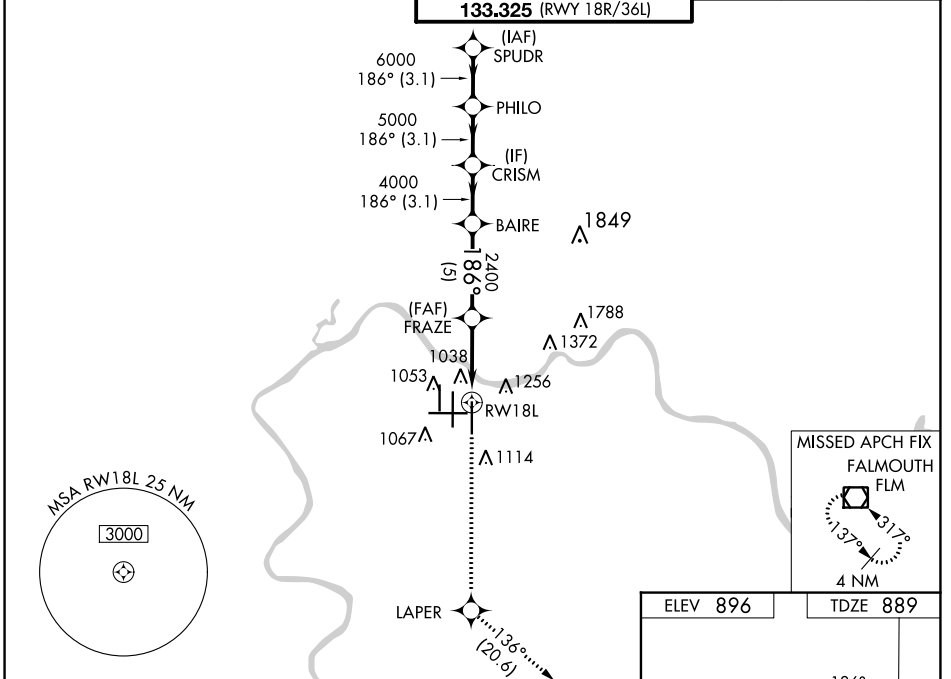 133.325 (RWY 18R/36L)
(IAF)
SPUDR
6000
186° (3.1)
PHILO
5000
186° (3.1)
(IF)
CRISM
4000
186° (3.1)
BAIRE
1849
2400
186°
(5)
(FAF)
FRAZE
1788
1372
1038
1053
1256
RW18L
1067
1114
MISSED APCH FIX
FALMOUTH
FLM
317°
137°
4 NM
MSA RW18L 25 NM
3000
LAPER
136°
(20.6)
ELEV 896
TDZE 889